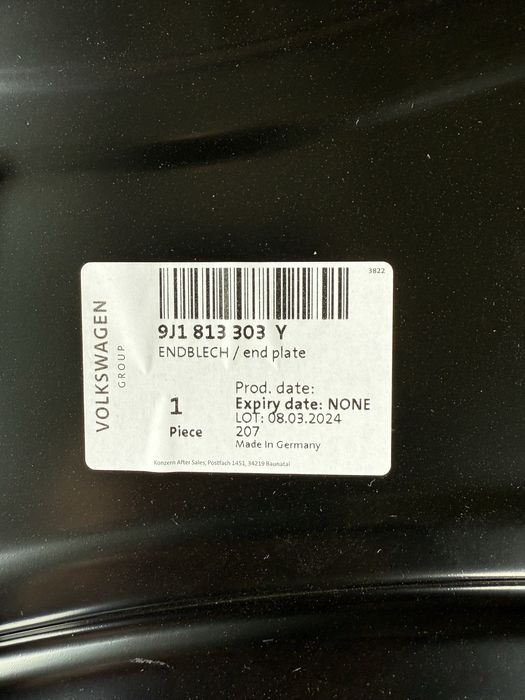 3822
VOLKSWAGEN
GROUP
9J1 813 303 Y
ENDBLECH / end plate
Prod. date:
1 Expiry date: NONE
LOT: 08.03.2024
Piece 207
Made In Germany
Konzern After Sales, Postfach 1451, 34219 Baunatal